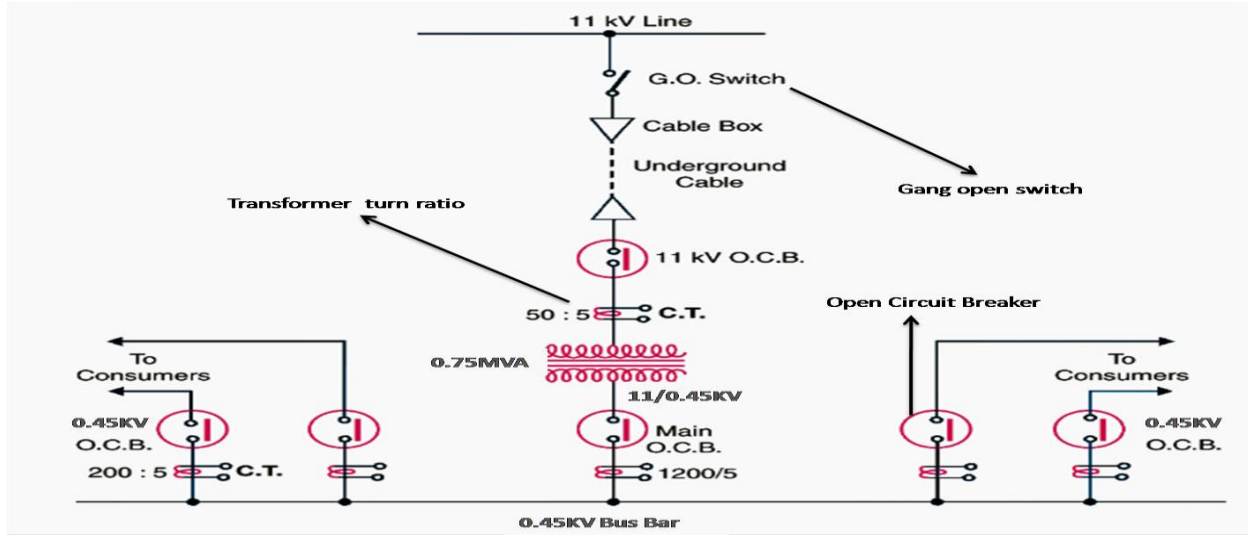 11 kV Line
G.O. Switch
Cable Box
Underground
Cable
Gang open switch
Transformer turn ratio
11 kV O.C.B.
Open Circuit Breaker
50 : 5
C.T.
To
Consumers
0.75MVA
To
Consumers
11/0.45KV
0.45KV
O.C.B.
Main
O.C.B.
0.45KV
O.C.B.
200 : 5
C.T.
1200/5
0.45KV Bus Bar